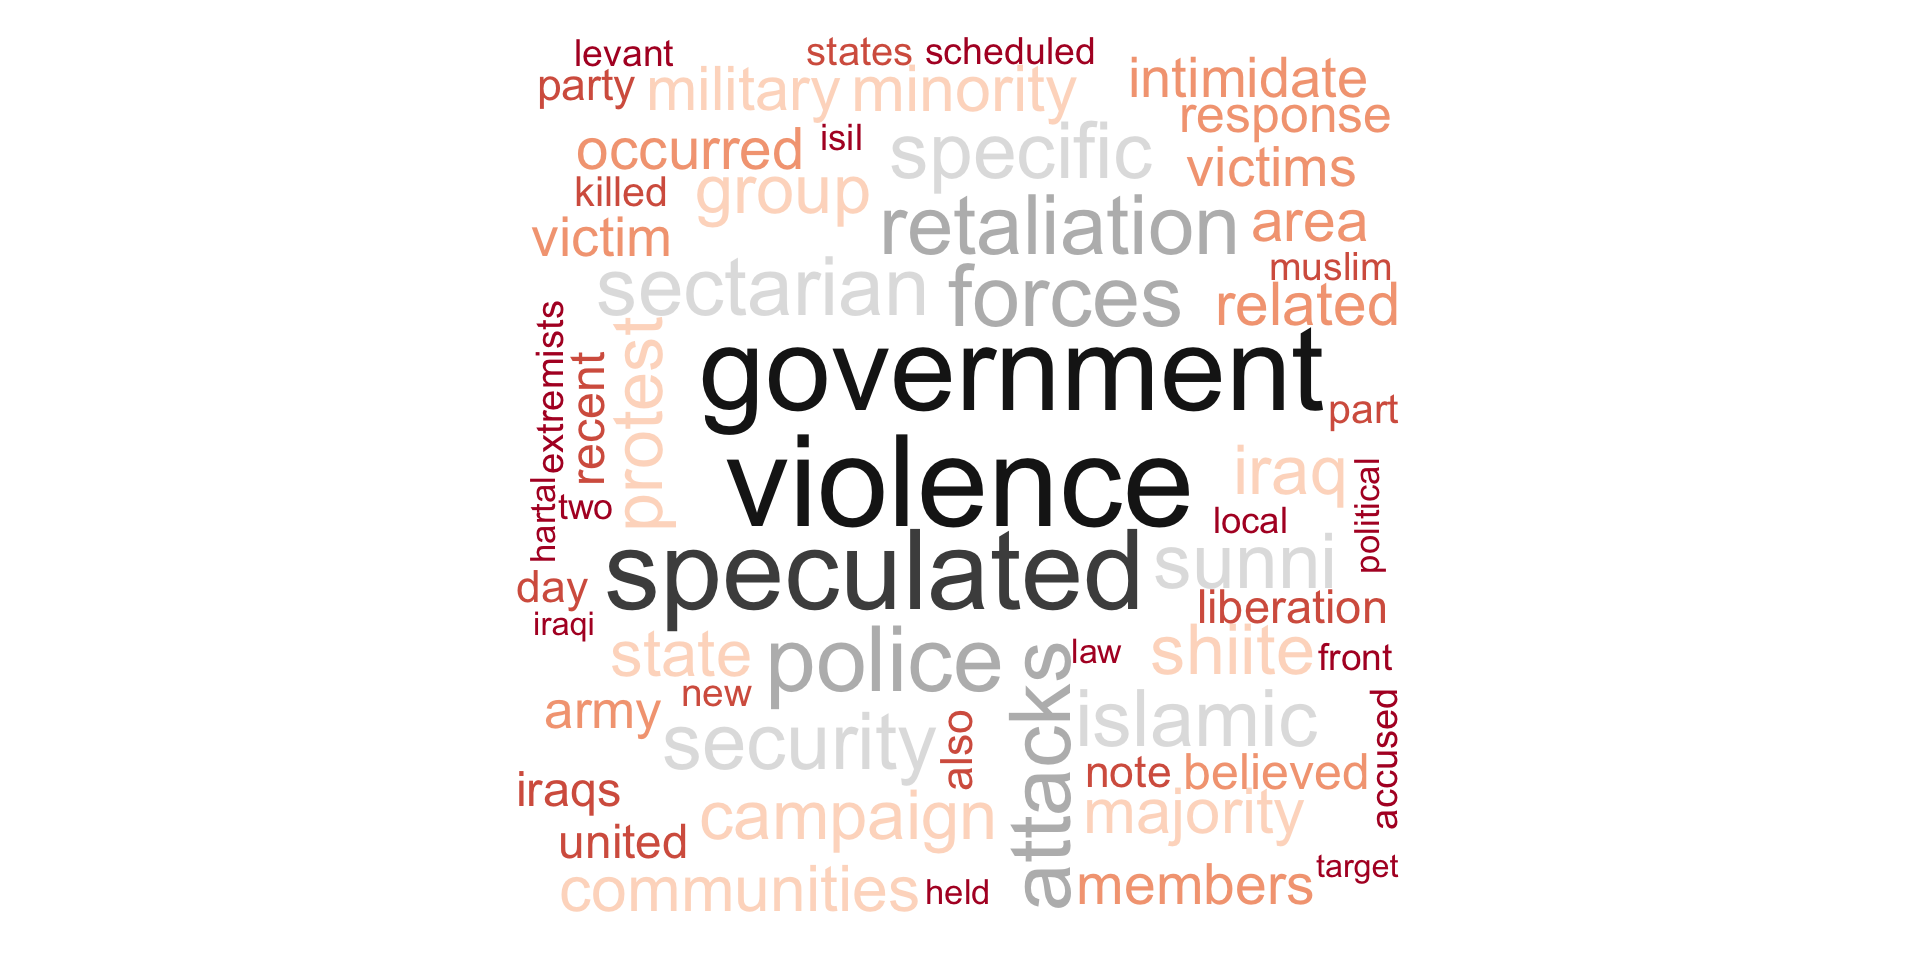 levant
states
scheduled
party
military
minority
intimidate
response
occurred
isil
specific
victims
killed
group
retaliation
area
victim
muslim
sectarian
forces
related
extremists
recent
protest
government
part
violence
iraq
political
hartal
two
local
speculated
sunni
day
liberation
iraqi
state
police
law
shiite
front
new
attacks
army
security
also
islamic
accused
iraqs
note
believed
campaign
majority
united
target
communities
held
members